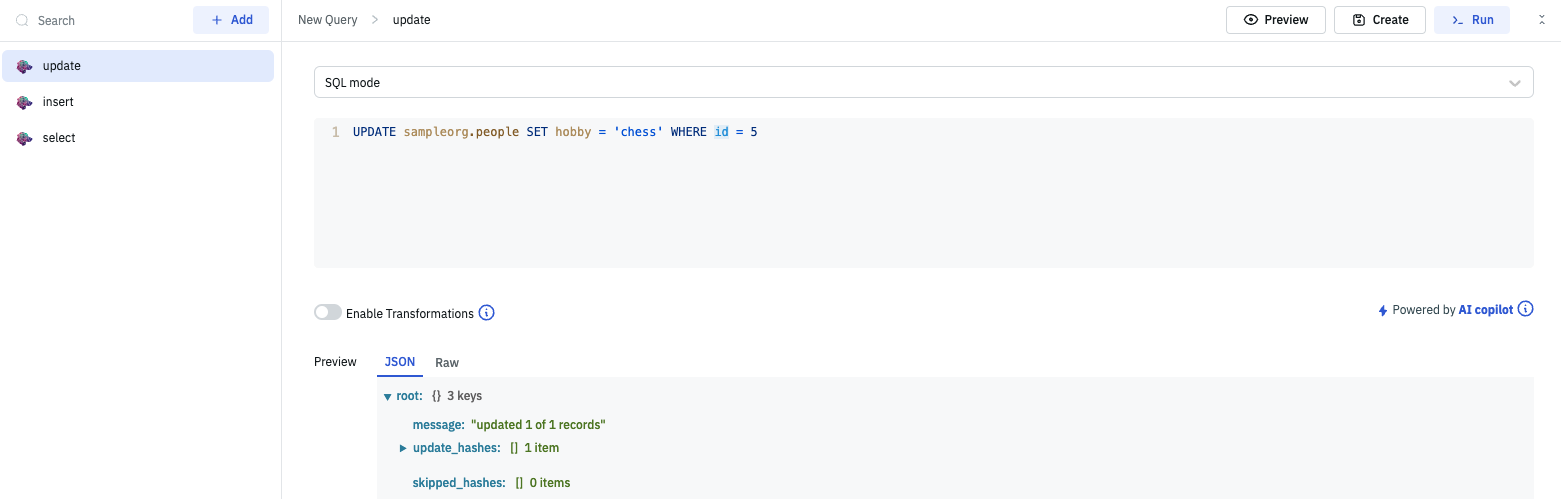 Search
+ Add
New Query > update
Preview
Create
Run
update
insert
select
SQL mode
1 UPDATE sampleorg.people SET hobby = 'chess' WHERE id = 5
Enable Transformations
Powered by AI copilot
Preview JSON Raw
root: {} 3 keys
message: "updated 1 of 1 records"
update_hashes: [] 1 item
skipped_hashes: [] 0 items